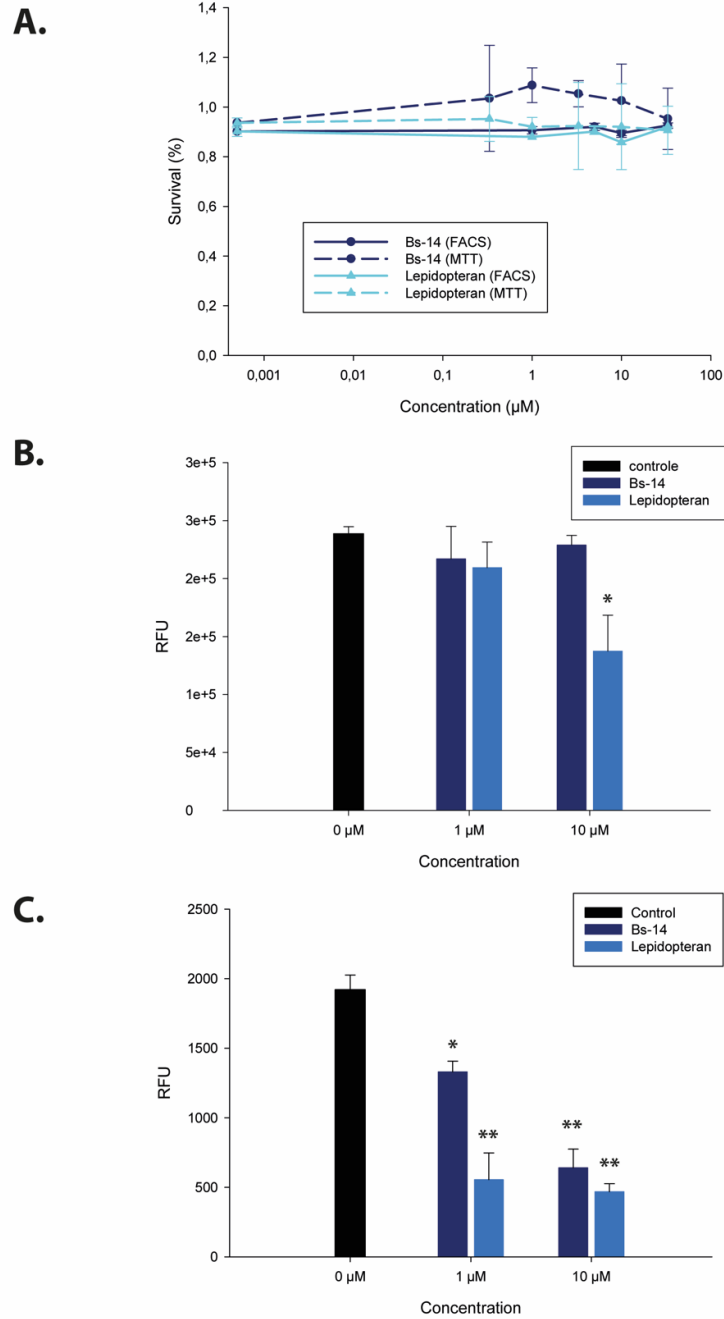 A.
1,4
1,2
1,0
0,8
0,6
0,4
0,2
0,0
Survival (%)
Bs-14 (FACS)
Bs-14 (MTT)
Lepidopteran (FACS)
Lepidopteran (MTT)
0,001 0,01 0,1 1 10 100
Concentration (µM)
B.
controle
Bs-14
Lepidopteran
3e+5
3e+5
2e+5
2e+5
1e+5
5e+4
0
RFU
*
0 µM 1 µM 10 µM
Concentration
C.
Control
Bs-14
Lepidopteran
2500
2000
1500
1000
500
0
RFU
*
**
**
**
0 µM 1 µM 10 µM
Concentration